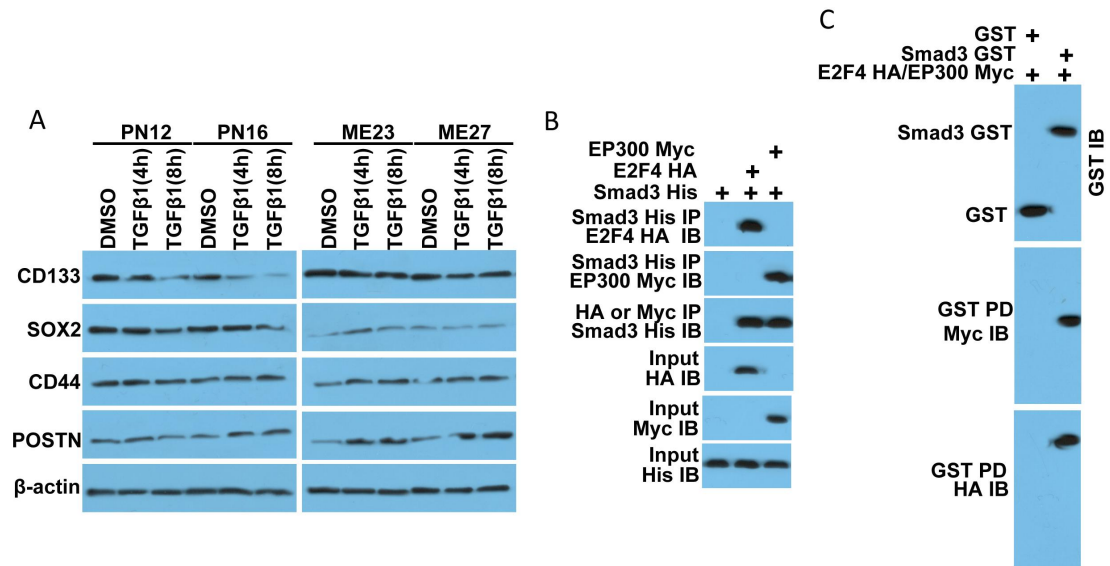 A
PN12 PN16 ME23 ME27
DMSO TGFβ1(4h) TGFβ1(8h) DMSO TGFβ1(4h) TGFβ1(8h) DMSO TGFβ1(4h) TGFβ1(8h) DMSO TGFβ1(4h) TGFβ1(8h)
CD133
SOX2
CD44
POSTN
β-actin
B
EP300 Myc +
E2F4 HA +
Smad3 His + + +
Smad3 His IP
E2F4 HA IB
Smad3 His IP
EP300 Myc IB
HA or Myc IP
Smad3 His IB
Input
HA IB
Input
Myc IB
Input
His IB
C
GST +
Smad3 GST +
E2F4 HA/EP300 Myc + +
Smad3 GST
GST
GST IB
GST PD
Myc IB
GST PD
HA IB